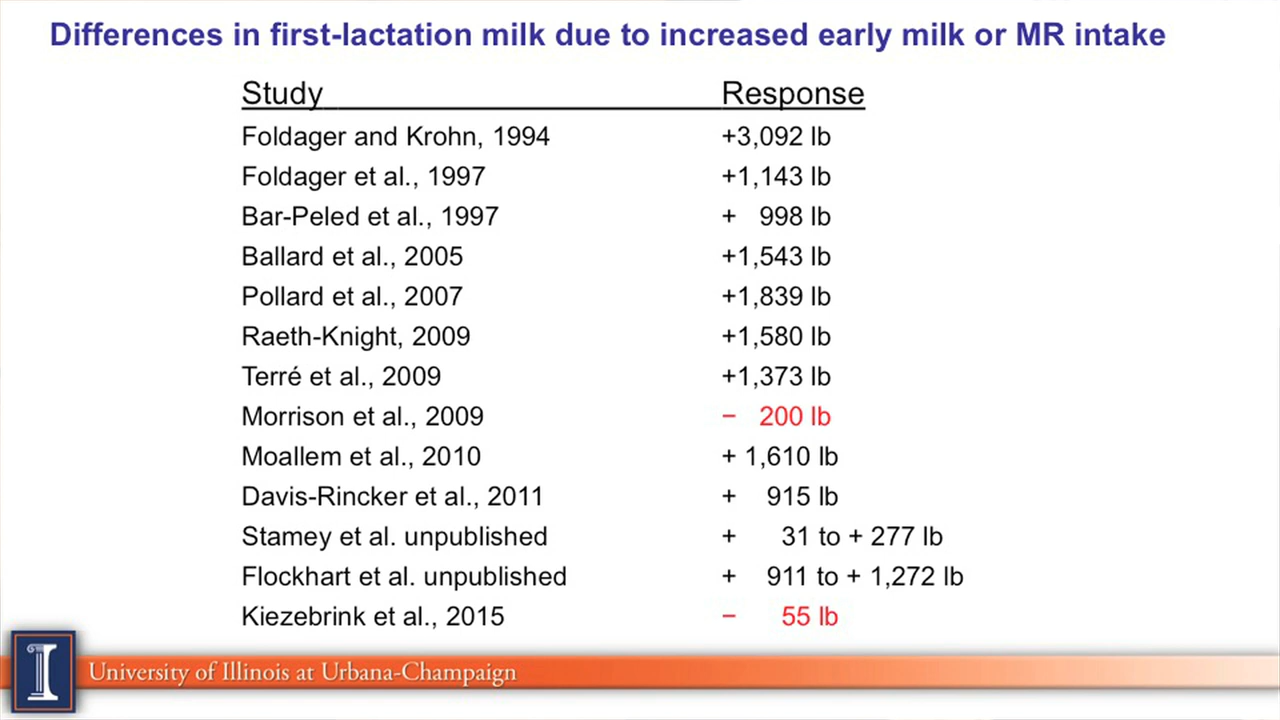 Differences in first-lactation milk due to increased early milk or MR intake
Study Response
Foldager and Krohn, 1994 +3,092 lb
Foldager et al., 1997 +1,143 lb
Bar-Peled et al., 1997 + 998 lb
Ballard et al., 2005 +1,543 lb
Pollard et al., 2007 +1,839 lb
Raeth-Knight, 2009 +1,580 lb
Terré et al., 2009 +1,373 lb
Morrison et al., 2009 − 200 lb
Moallem et al., 2010 + 1,610 lb
Davis-Rincker et al., 2011 + 915 lb
Stamey et al. unpublished + 31 to + 277 lb
Flockhart et al. unpublished + 911 to + 1,272 lb
Kiezebrink et al., 2015 − 55 lb
I
University of Illinois at Urbana-Champaign